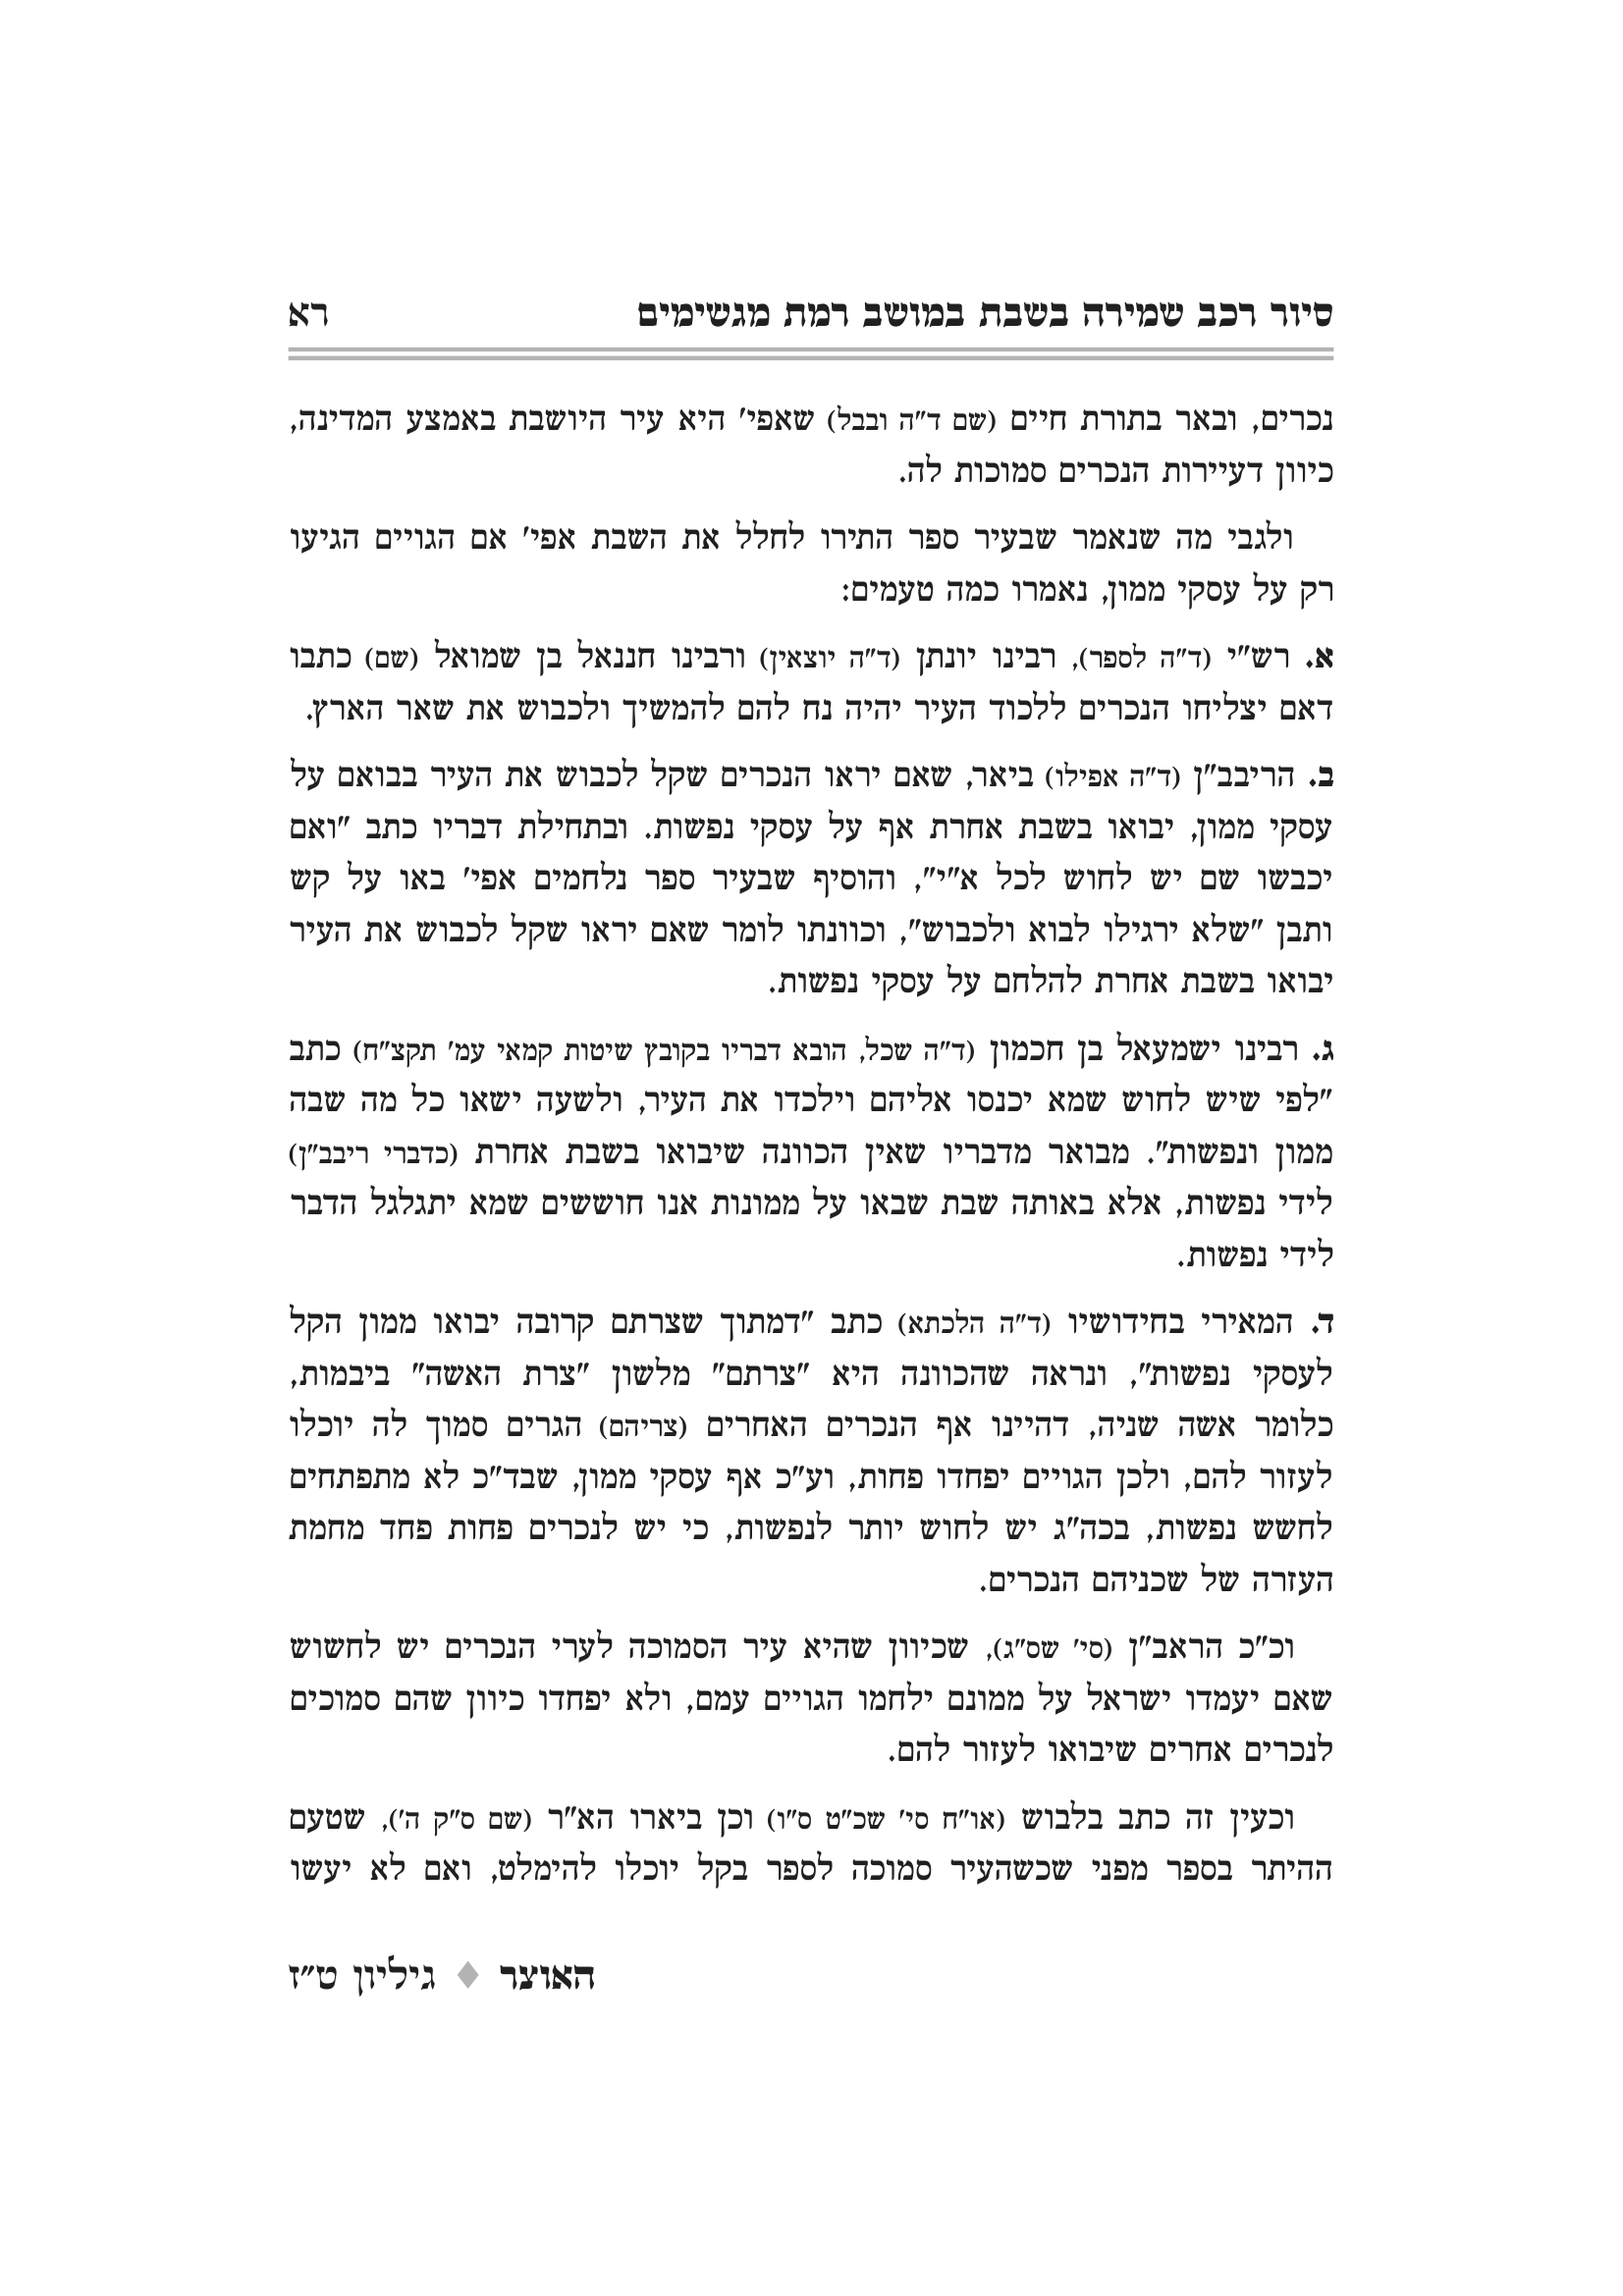 סיור רכב שמירה בשבת במושב רמת מגשימים רא
נכרים, ובאר בתורת חיים (שם ד"ה ובבל) שאפי' היא עיר היושבת באמצע המדינה,
כיוון דעיירות הנכרים סמוכות לה.
ולגבי מה שנאמר שבעיר ספר התירו לחלל את השבת אפי' אם הגויים הגיעו
רק על עסקי ממון, נאמרו כמה טעמים:
א. רש"י (ד"ה לספר), רבינו יונתן (ד"ה יוצאין) ורבינו חננאל בן שמואל (שם) כתבו
דאם יצליחו הנכרים ללכוד העיר יהיה נח להם להמשיך ולכבוש את שאר הארץ.
ב. הריבב"ן (ד"ה אפילו) ביאר, שאם יראו הנכרים שקל לכבוש את העיר בבואם על
עסקי ממון, יבואו בשבת אחרת אף על עסקי נפשות. ובתחילת דבריו כתב "ואם
יכבשו שם יש לחוש לכל א"י", והוסיף שבעיר ספר נלחמים אפי' באו על קש
ותבן "שלא ירגילו לבוא ולכבוש", וכוונתו לומר שאם יראו שקל לכבוש את העיר
יבואו בשבת אחרת להלחם על עסקי נפשות.
ג. רבינו ישמעאל בן חכמון (ד"ה שכל, הובא דבריו בקובץ שיטות קמאי עמ' תקצ"ח) כתב
"לפי שיש לחוש שמא יכנסו אליהם וילכדו את העיר, ולשעה ישאו כל מה שבה
ממון ונפשות". מבואר מדבריו שאין הכוונה שיבואו בשבת אחרת (כדברי ריבב"ן)
לידי נפשות, אלא באותה שבת שבאו על ממונות אנו חוששים שמא יתגלגל הדבר
לידי נפשות.
ד. המאירי בחידושיו (ד"ה הלכתא) כתב "דמתוך שצרתם קרובה יבואו ממון הקל
לעסקי נפשות", ונראה שהכוונה היא "צרתם" מלשון "צרת האשה" ביבמות,
כלומר אשה שניה, דהיינו אף הנכרים האחרים (צריהם) הגרים סמוך לה יוכלו
לעזור להם, ולכן הגויים יפחדו פחות, וע"כ אף עסקי ממון, שבד"כ לא מתפתחים
לחשש נפשות, בכה"ג יש לחוש יותר לנפשות, כי יש לנכרים פחות פחד מחמת
העזרה של שכניהם הנכרים.
וכ"כ הראב"ן (סי' שס"ג), שכיוון שהיא עיר הסמוכה לערי הנכרים יש לחשוש
שאם יעמדו ישראל על ממונם ילחמו הגויים עמם, ולא יפחדו כיוון שהם סמוכים
לנכרים אחרים שיבואו לעזור להם.
וכעין זה כתב בלבוש (או"ח סי' שכ"ט ס"ו) וכן ביארו הא"ר (שם ס"ק ה'), שטעם
ההיתר בספר מפני שכשהעיר סמוכה לספר בקל יוכלו להימלט, ואם לא יעשו
האוצר ♦ גיליון ט"ז